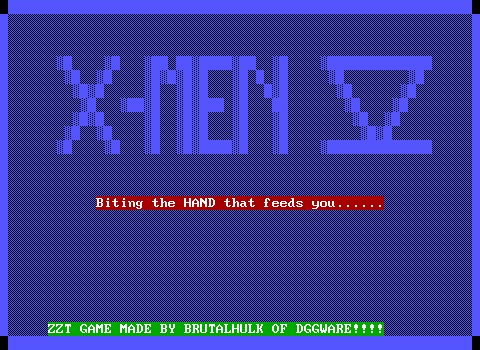 X-MEN V
Biting the HAND that feeds you......
ZZT GAME MADE BY BRUTALHULK OF DGGWARE!!!!